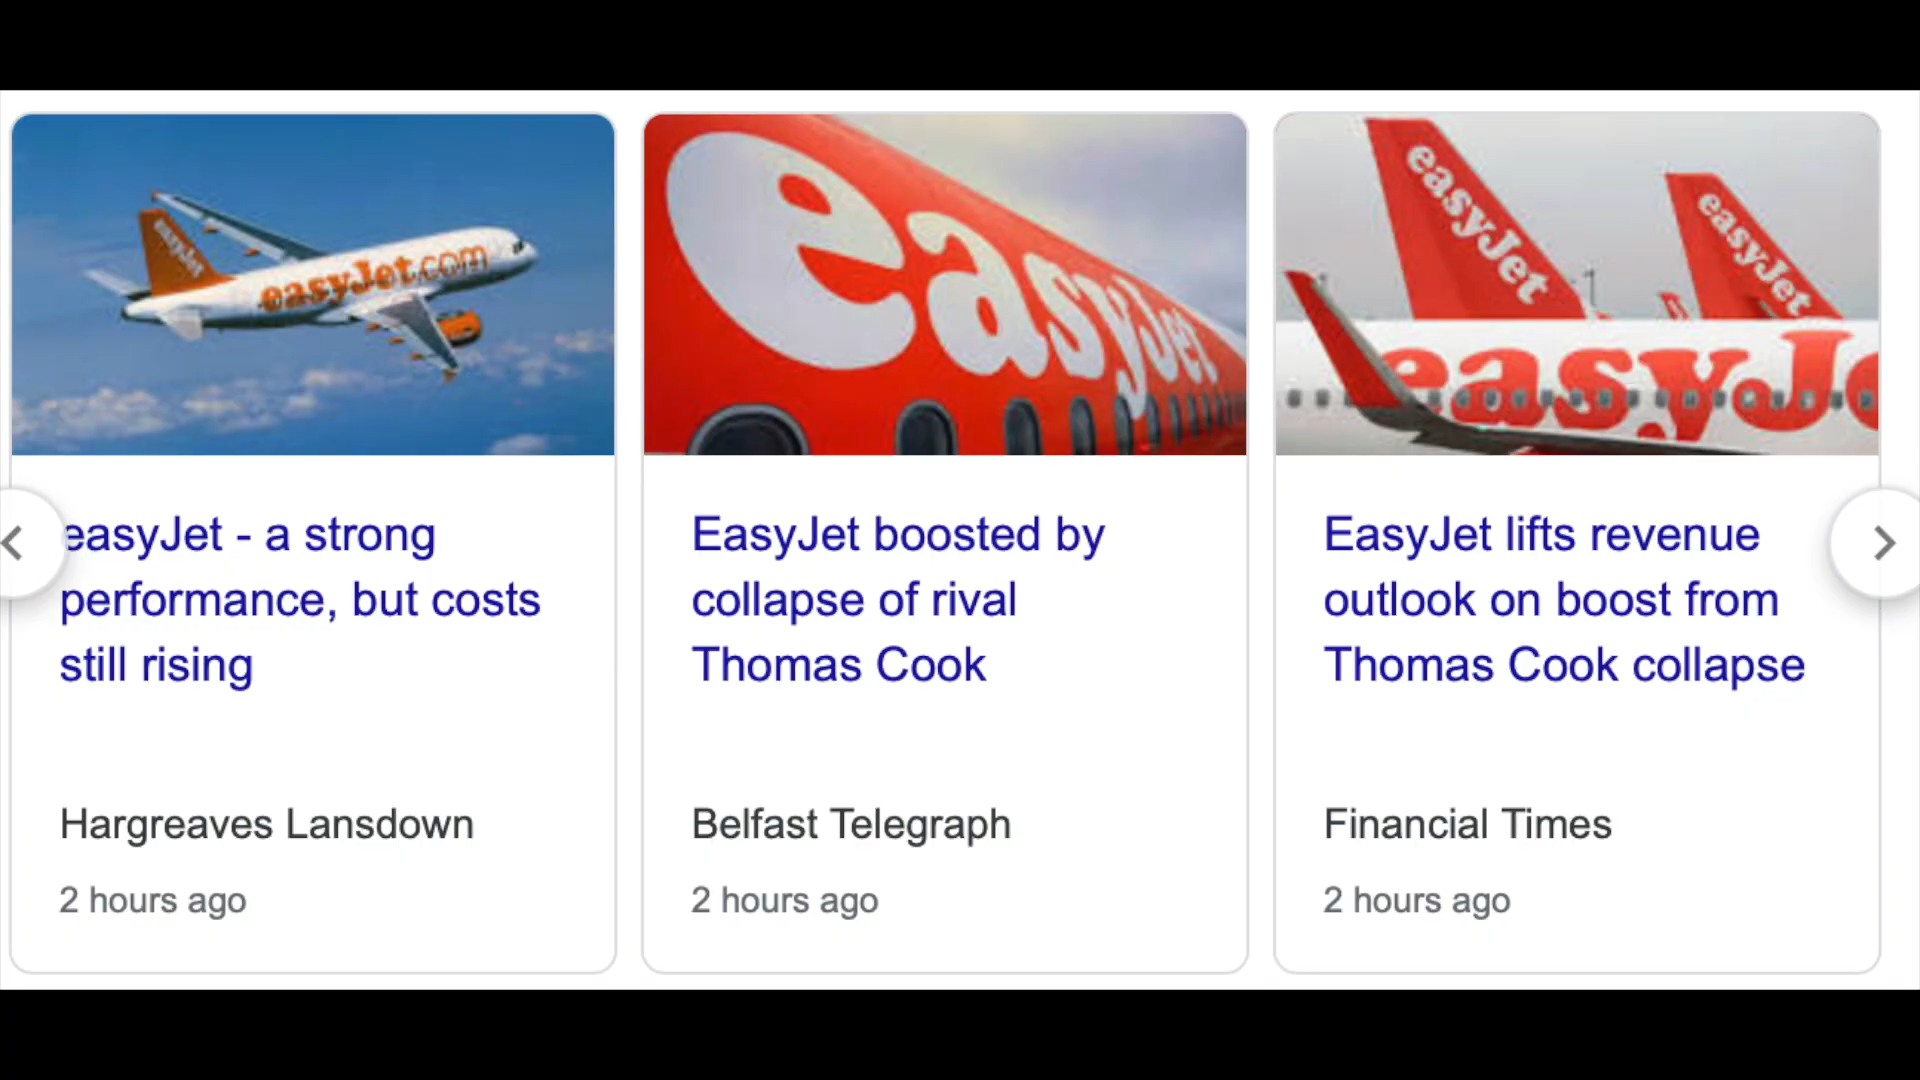 easyJet
easyJet.com
easyJet
easyJet
easyJet
easyJe
easyJet - a strong
performance, but costs
still rising
Hargreaves Lansdown
2 hours ago
EasyJet boosted by
collapse of rival
Thomas Cook
Belfast Telegraph
2 hours ago
EasyJet lifts revenue
outlook on boost from
Thomas Cook collapse
Financial Times
2 hours ago